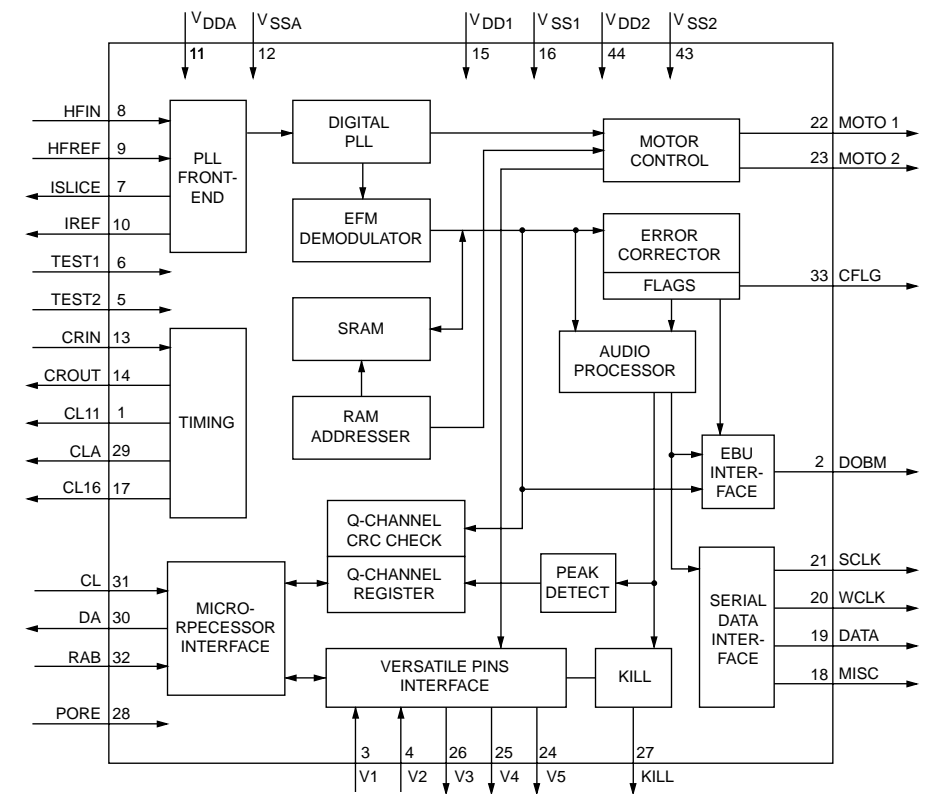 VDDA VSSA VDD1 VSS1 VDD2 VSS2
11 12 15 16 44 43
HFIN 8
HFREF 9
ISLICE 7
IREF 10
TEST1 6
TEST2 5
CRIN 13
CROUT 14
CL11 1
CLA 29
CL16 17
CL 31
DA 30
RAB 32
PORE 28
PLL
FRONT-
END
DIGITAL
PLL
EFM
DEMODULATOR
SRAM
RAM
ADDRESSER
TIMING
MOTOR
CONTROL
22 MOTO 1
23 MOTO 2
ERROR
CORRECTOR
FLAGS
33 CFLG
AUDIO
PROCESSOR
EBU
INTER-
FACE
2 DOBM
Q-CHANNEL
CRC CHECK
Q-CHANNEL
REGISTER
PEAK
DETECT
MICRO-
RPECESSOR
INTERFACE
VERSATILE PINS
INTERFACE
KILL
SERIAL
DATA
INTER-
FACE
21 SCLK
20 WCLK
19 DATA
18 MISC
3 4 26 25 24 27
V1 V2 V3 V4 V5 KILL